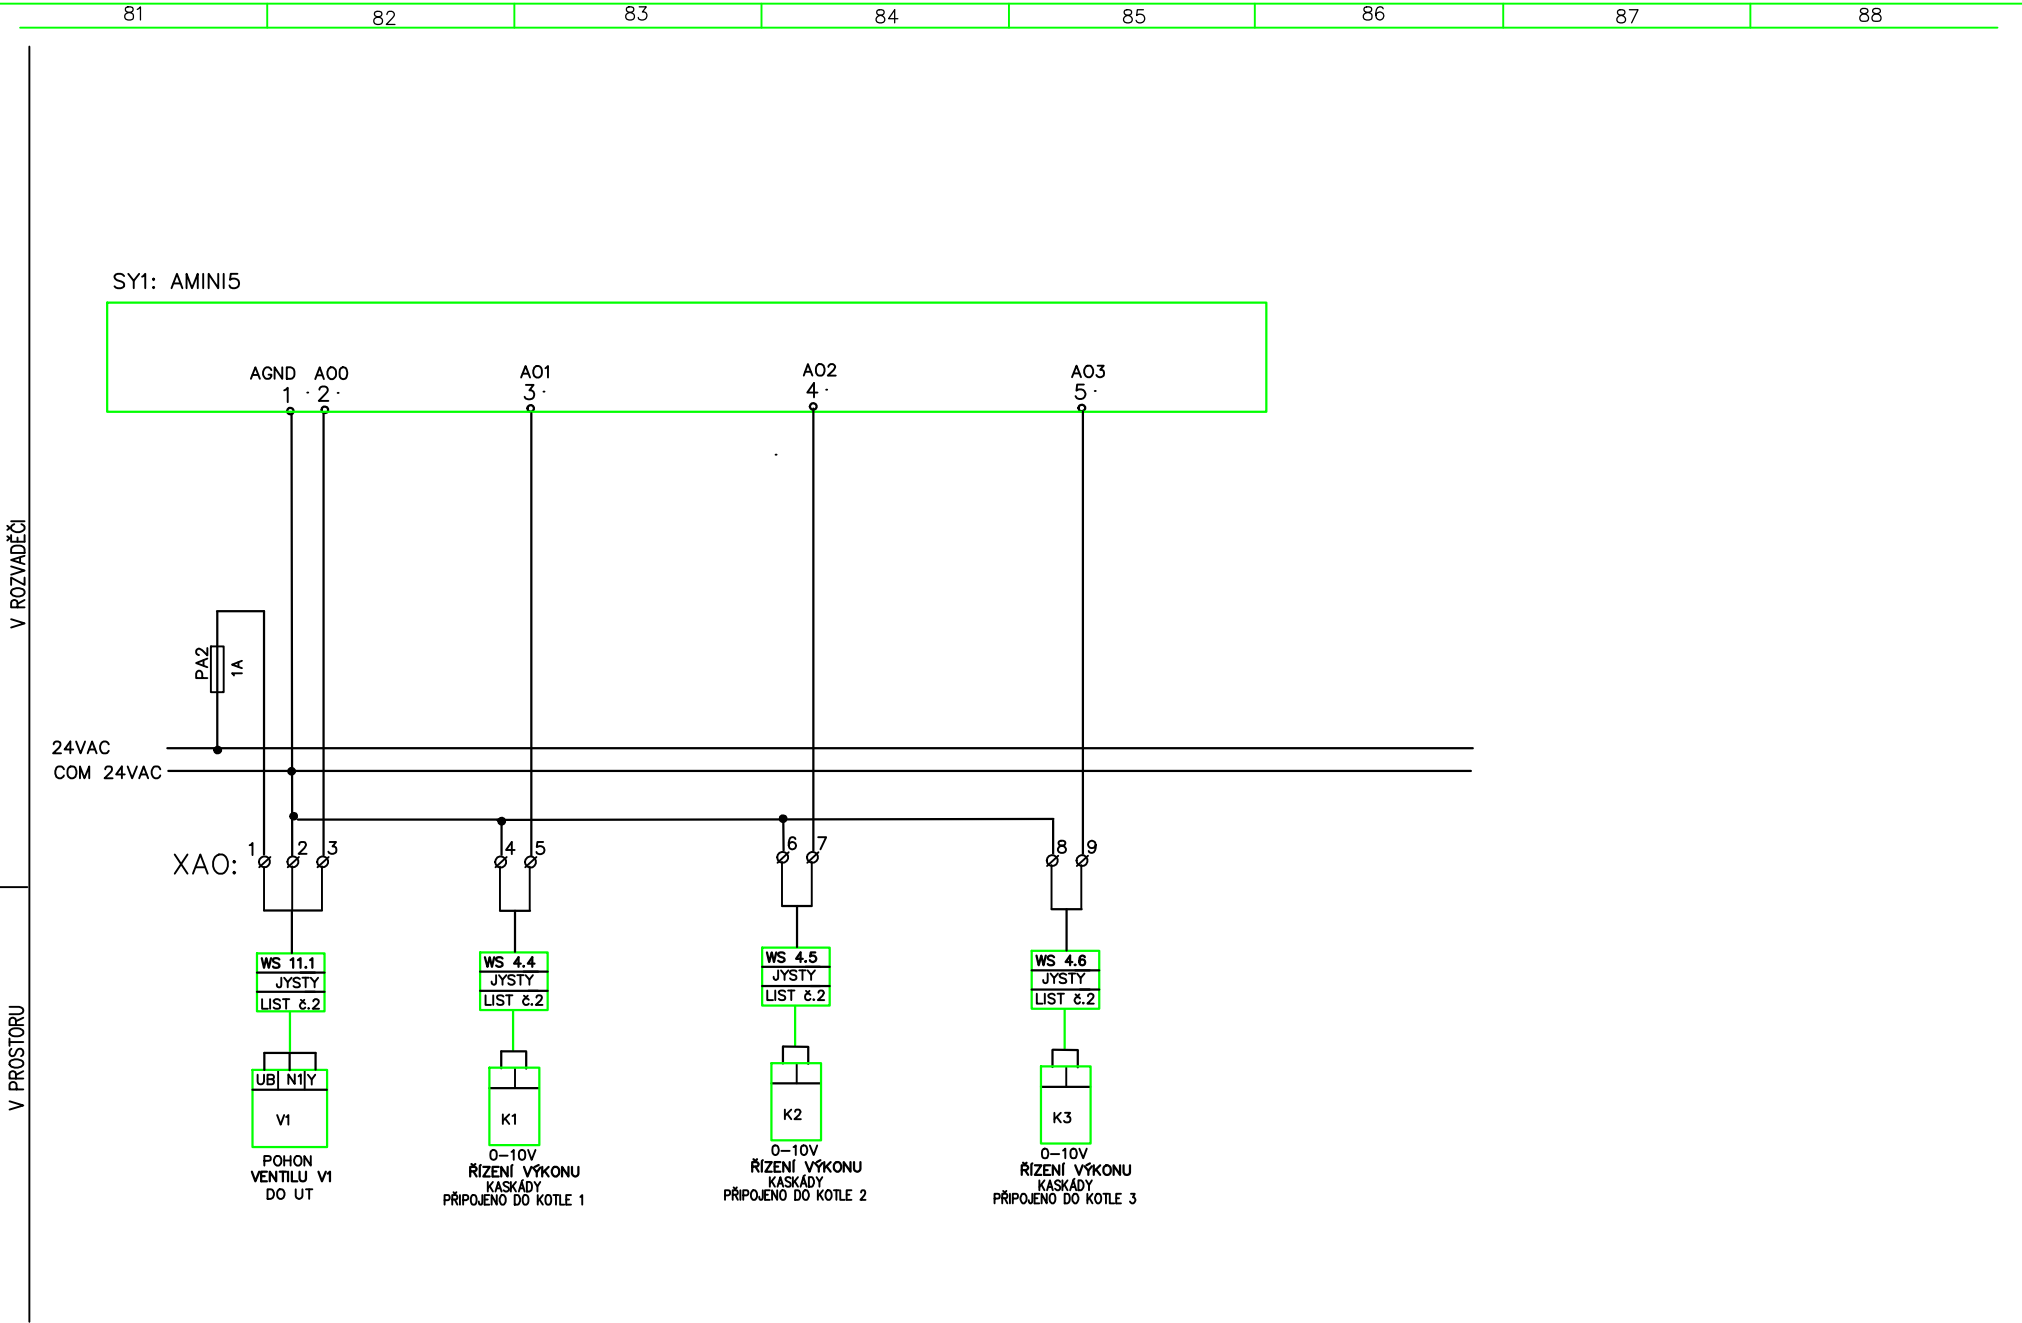 81 82 83 84 85 86 87 88
SY1: AMINI5
AGND AO0 AO1 AO2 AO3
1 2 3 4 5
V ROZVADĚČI
PA2
1A
24VAC
COM 24VAC
XAO: 1 2 3 4 5 6 7 8 9
V PROSTORU
WS 11.1
JYSTY
LIST č.2
UB N1 Y
V1
POHON
VENTILU V1
DO UT
WS 4.4
JYSTY
LIST č.2
K1
0-10V
ŘÍZENÍ VÝKONU
KASKÁDY
PŘIPOJENO DO KOTLE 1
WS 4.5
JYSTY
LIST č.2
K2
0-10V
ŘÍZENÍ VÝKONU
KASKÁDY
PŘIPOJENO DO KOTLE 2
WS 4.6
JYSTY
LIST č.2
K3
0-10V
ŘÍZENÍ VÝKONU
KASKÁDY
PŘIPOJENO DO KOTLE 3